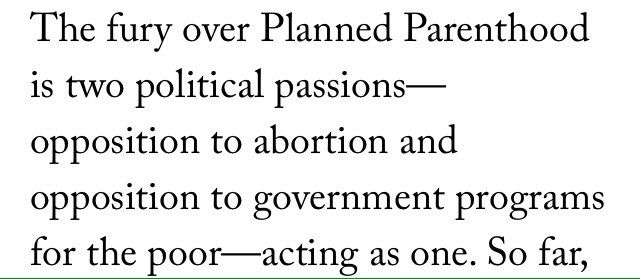 The fury over Planned Parenthood
is two political passions—
opposition to abortion and
opposition to government programs
for the poor—acting as one. So far,